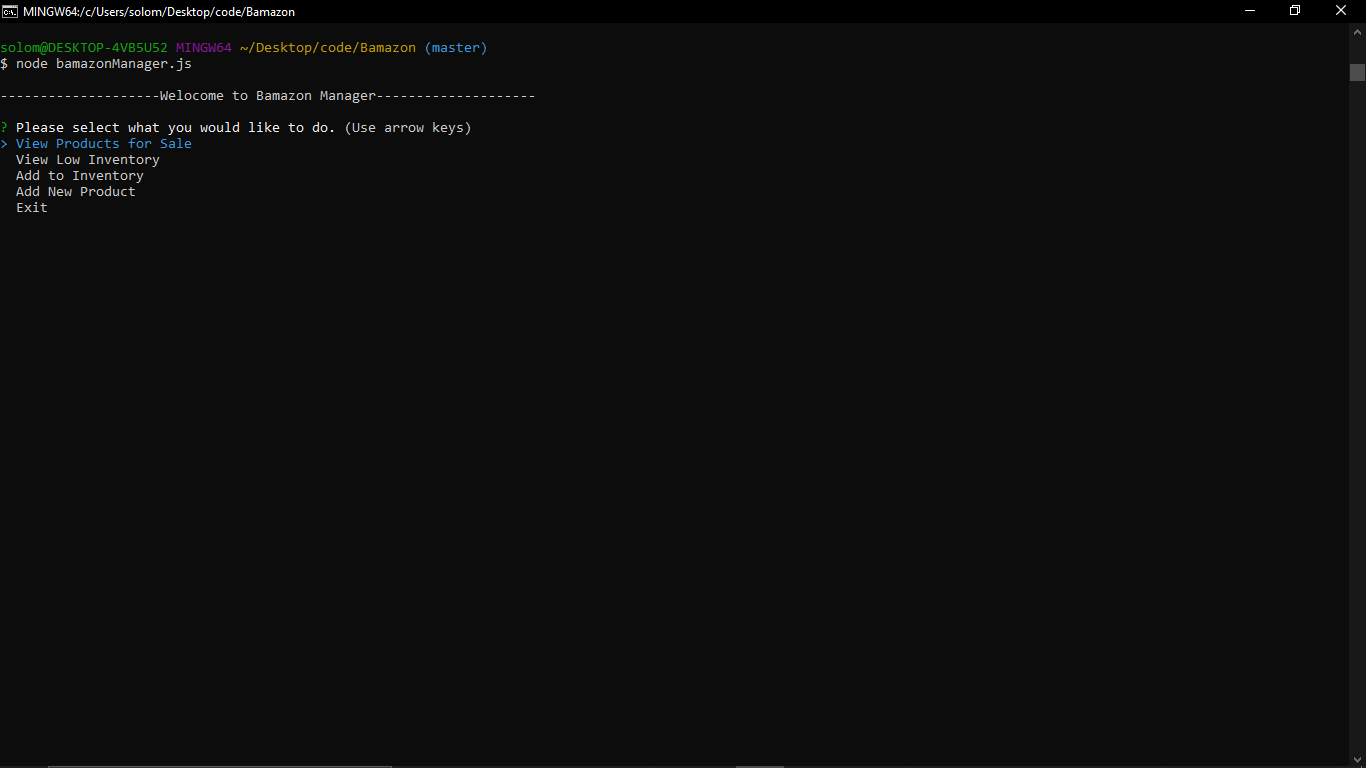 MINGW64:/c/Users/solom/Desktop/code/Bamazon
solom@DESKTOP-4VB5U52 MINGW64 ~/Desktop/code/Bamazon (master)
$ node bamazonManager.js
--------------------Welocome to Bamazon Manager--------------------
? Please select what you would like to do. (Use arrow keys)
> View Products for Sale
View Low Inventory
Add to Inventory
Add New Product
Exit